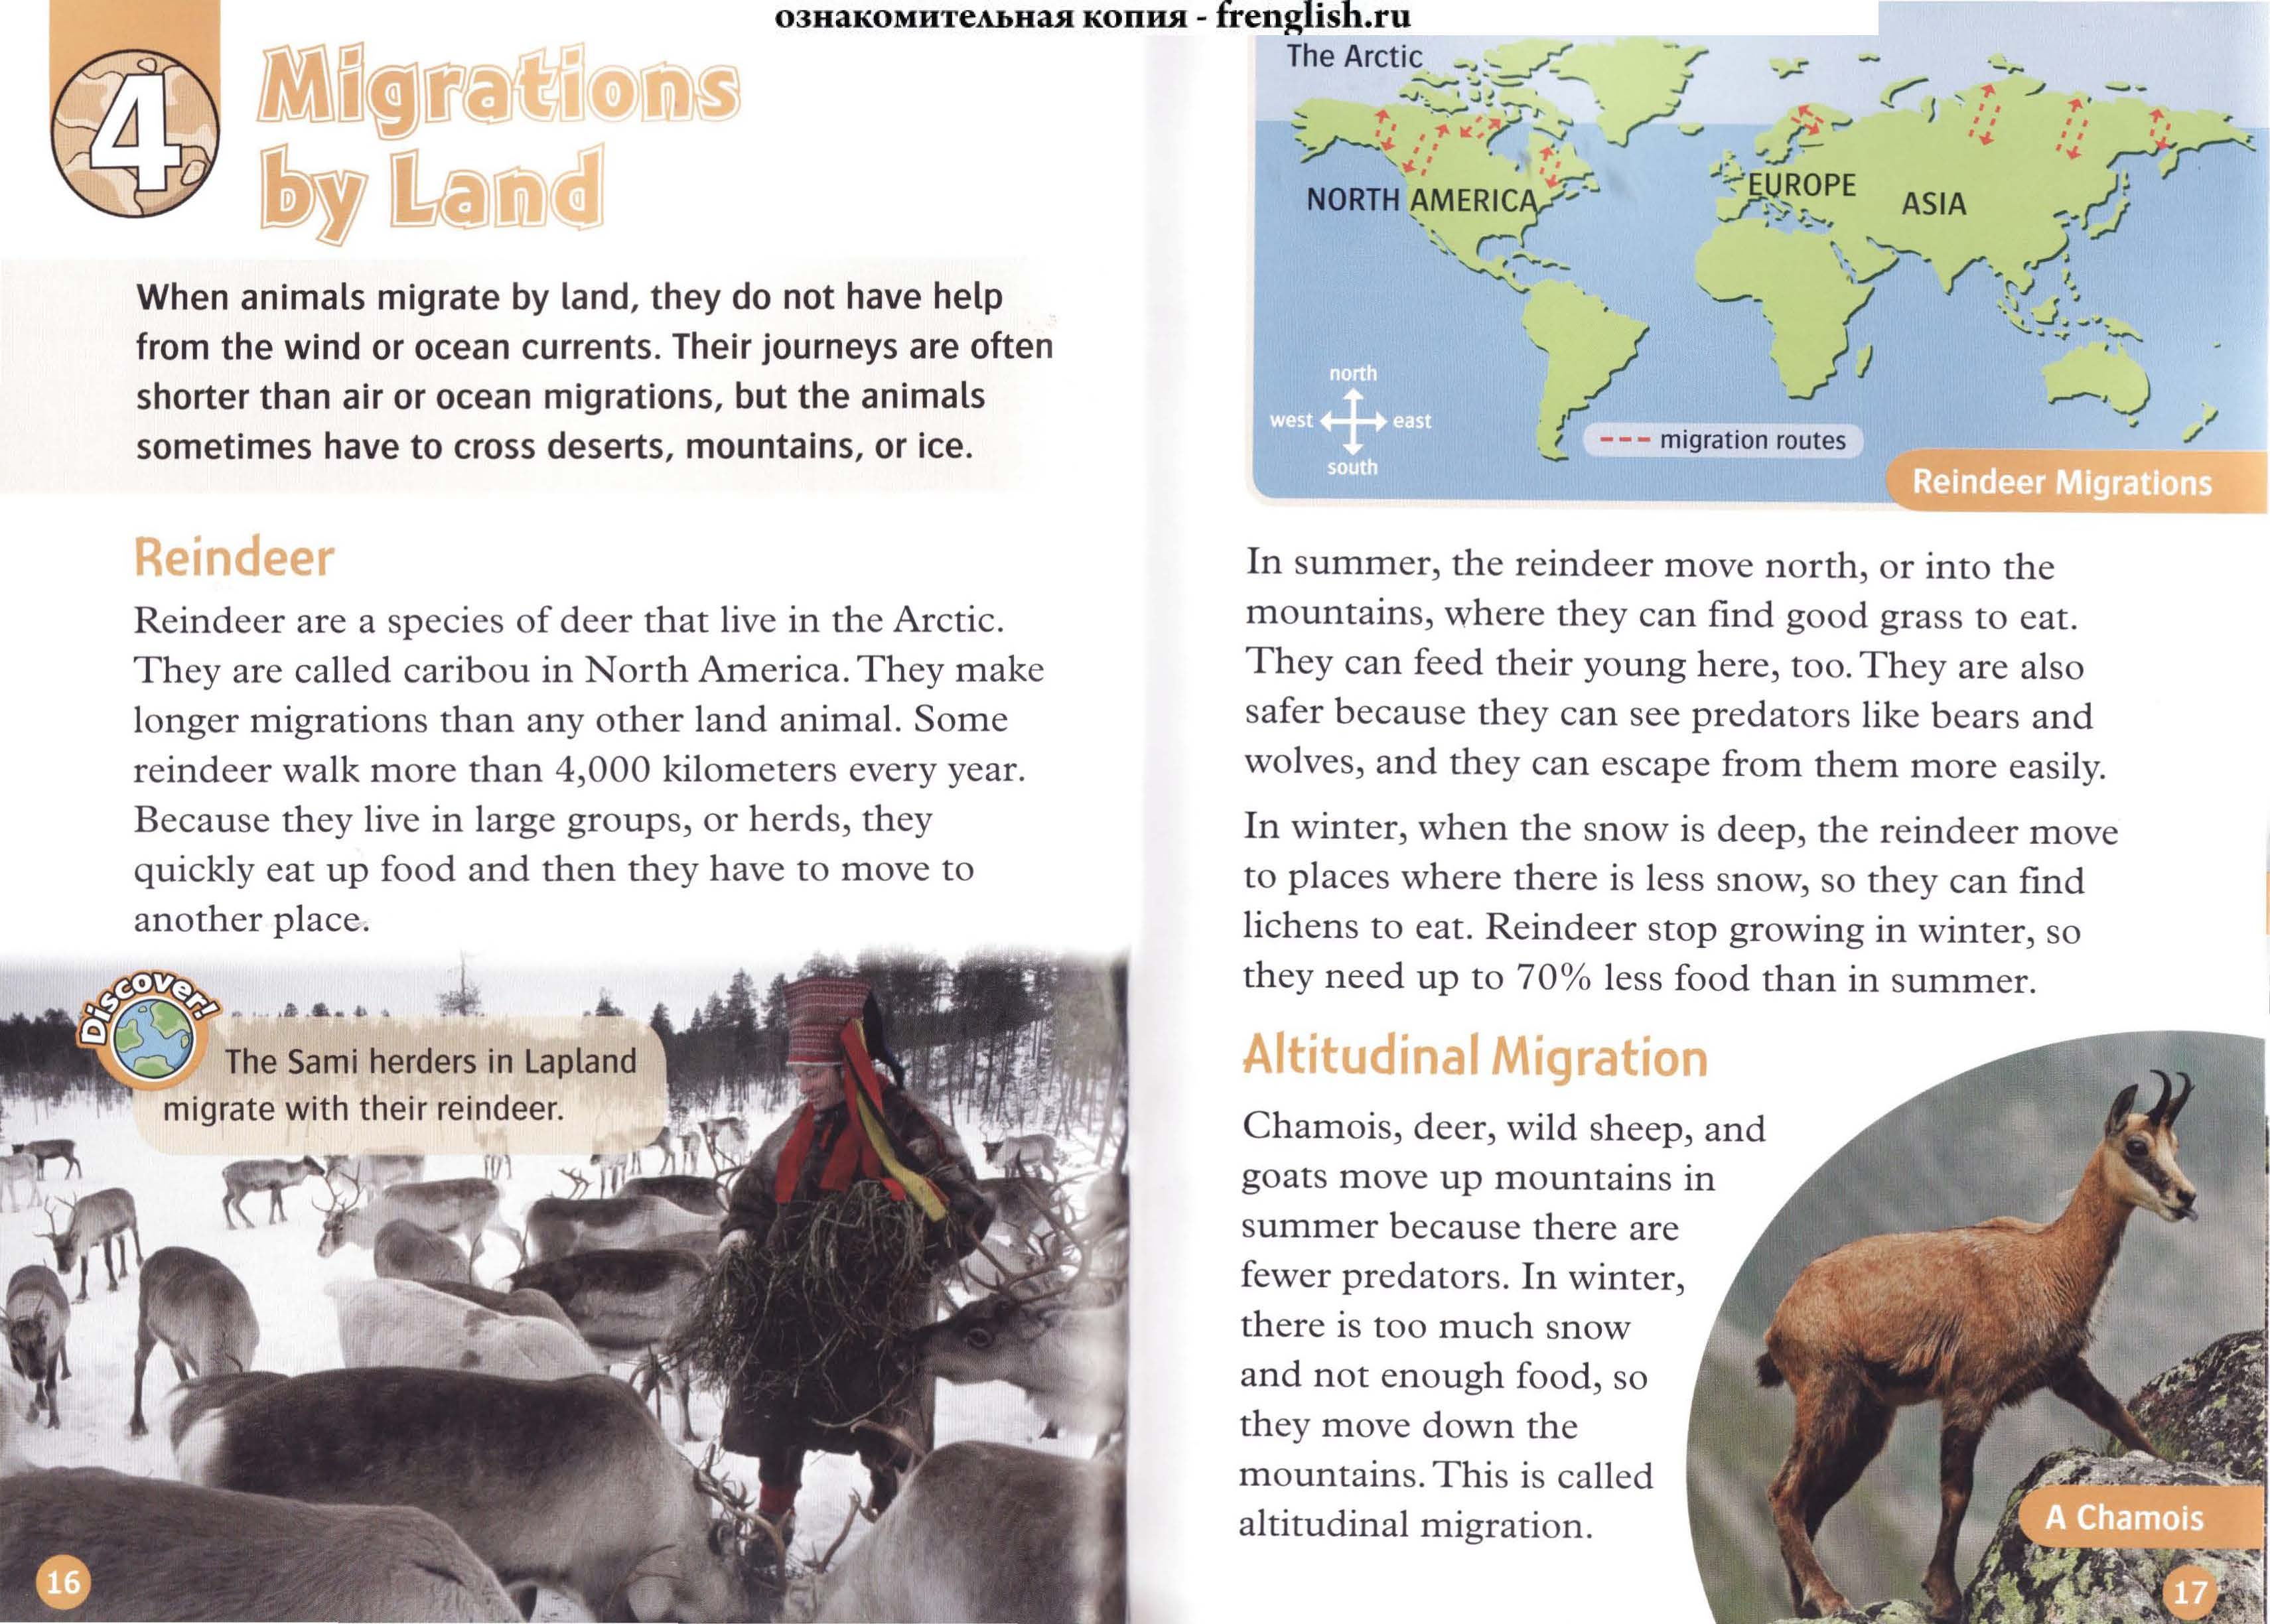 ознакомительная копия - frenglish.ru
4
Migrations
by Land
When animals migrate by land, they do not have help
from the wind or ocean currents. Their journeys are often
shorter than air or ocean migrations, but the animals
sometimes have to cross deserts, mountains, or ice.
Reindeer
Reindeer are a species of deer that live in the Arctic.
They are called caribou in North America. They make
longer migrations than any other land animal. Some
reindeer walk more than 4,000 kilometers every year.
Because they live in large groups, or herds, they
quickly eat up food and then they have to move to
another place.
Discover!
The Sami herders in Lapland
migrate with their reindeer.
16
The Arctic
NORTH AMERICA
EUROPE
ASIA
north
west
east
south
migration routes
Reindeer Migrations
In summer, the reindeer move north, or into the
mountains, where they can find good grass to eat.
They can feed their young here, too. They are also
safer because they can see predators like bears and
wolves, and they can escape from them more easily.
In winter, when the snow is deep, the reindeer move
to places where there is less snow, so they can find
lichens to eat. Reindeer stop growing in winter, so
they need up to 70% less food than in summer.
Altitudinal Migration
Chamois, deer, wild sheep, and
goats move up mountains in
summer because there are
fewer predators. In winter,
there is too much snow
and not enough food, so
they move down the
mountains. This is called
altitudinal migration.
A Chamois
17